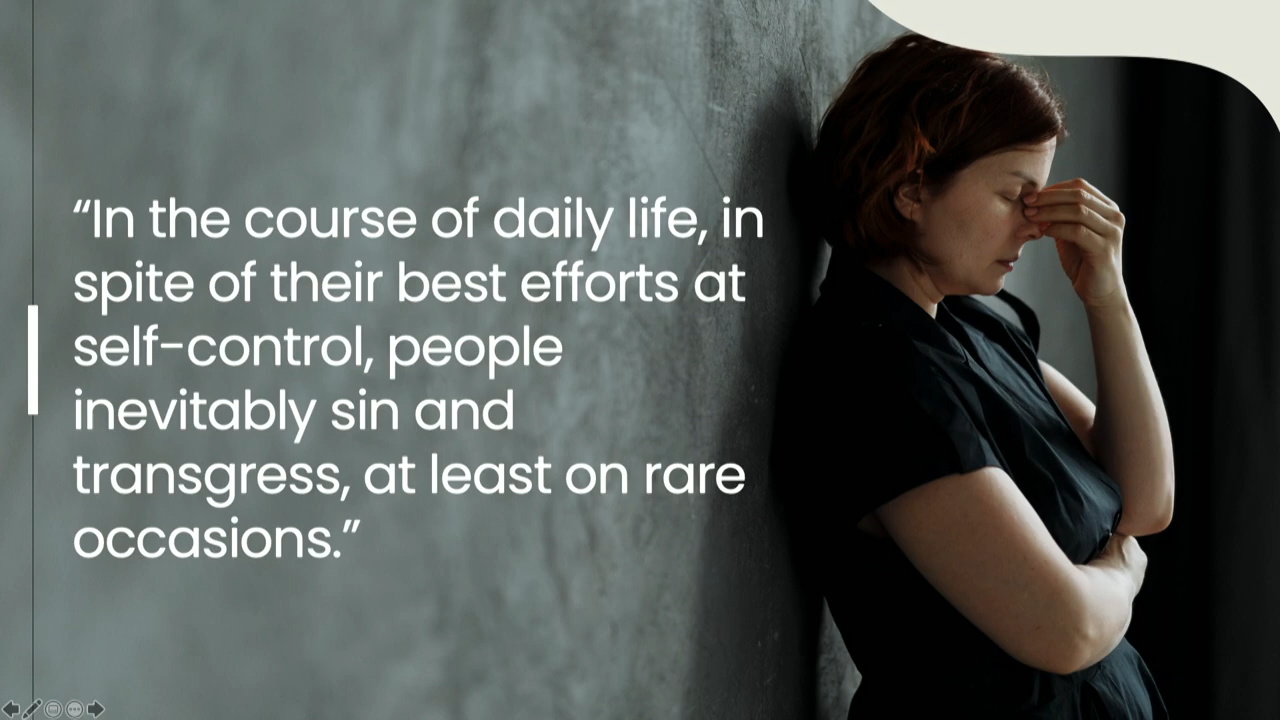 “In the course of daily life, in
spite of their best efforts at
self-control, people
inevitably sin and
transgress, at least on rare
occasions.”